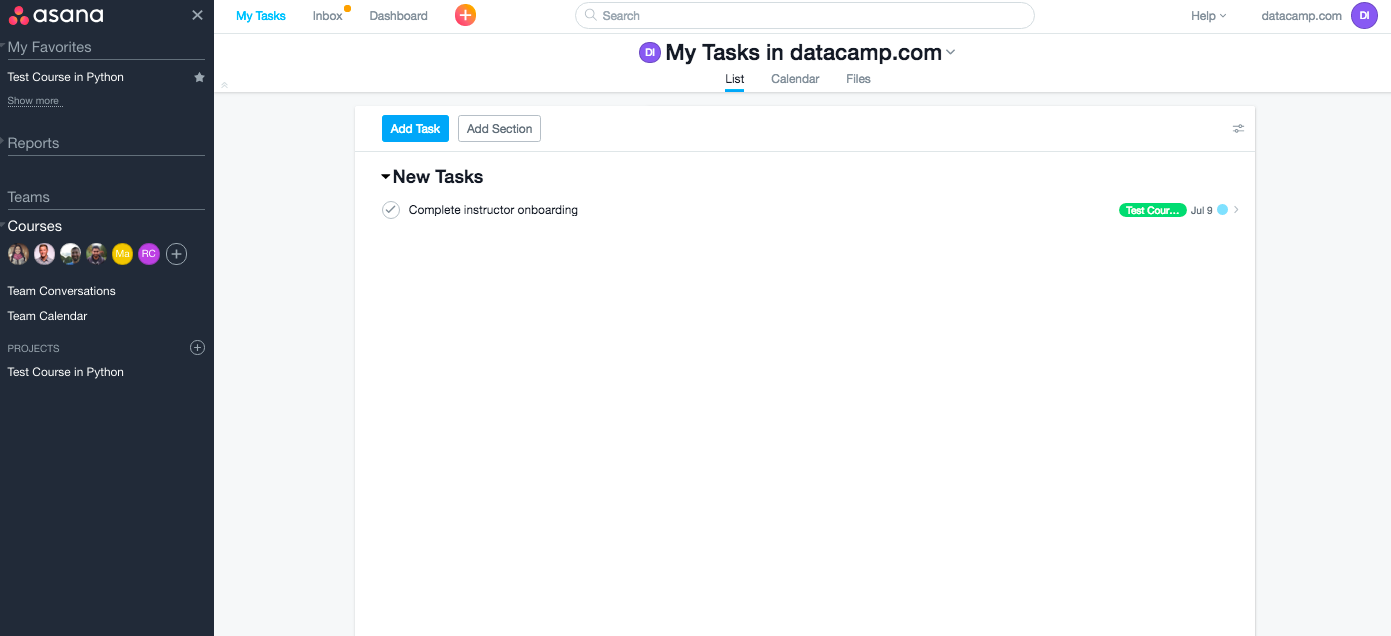 asana
My Favorites
Test Course in Python
Show more
Reports
Teams
Courses
Ma RC
Team Conversations
Team Calendar
PROJECTS
Test Course in Python
My Tasks Inbox Dashboard Search Help datacamp.com DI
DI My Tasks in datacamp.com
List Calendar Files
Add Task Add Section
New Tasks
Complete instructor onboarding Test Cour... Jul 9